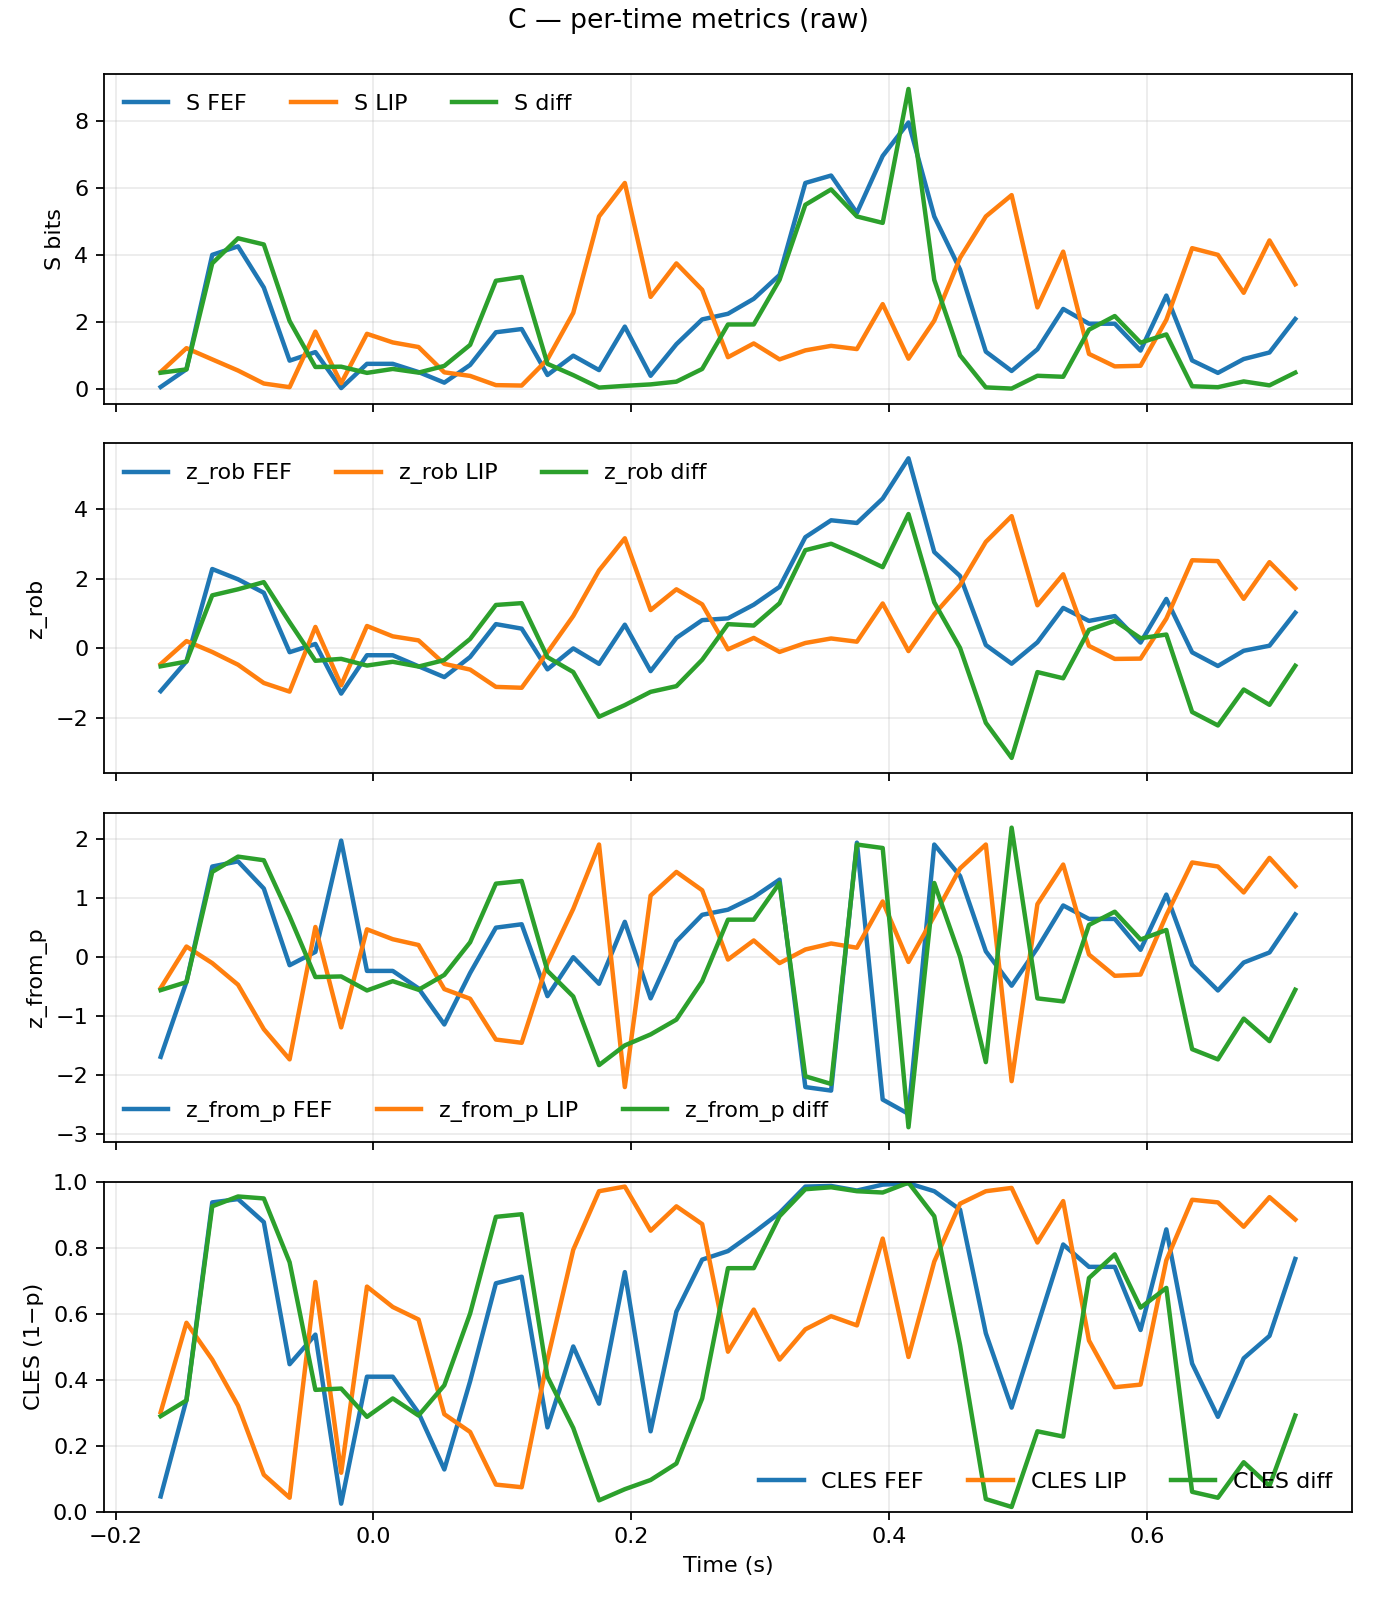 C — per-time metrics (raw)
S FEF S LIP S diff
S bits
8
6
4
2
0
z_rob FEF z_rob LIP z_rob diff
z_rob
4
2
0
−2
z_from_p
2
1
0
−1
−2
−3
z_from_p FEF z_from_p LIP z_from_p diff
CLES (1−p)
1.0
0.8
0.6
0.4
0.2
0.0
CLES FEF CLES LIP CLES diff
−0.2 0.0 0.2 0.4 0.6
Time (s)